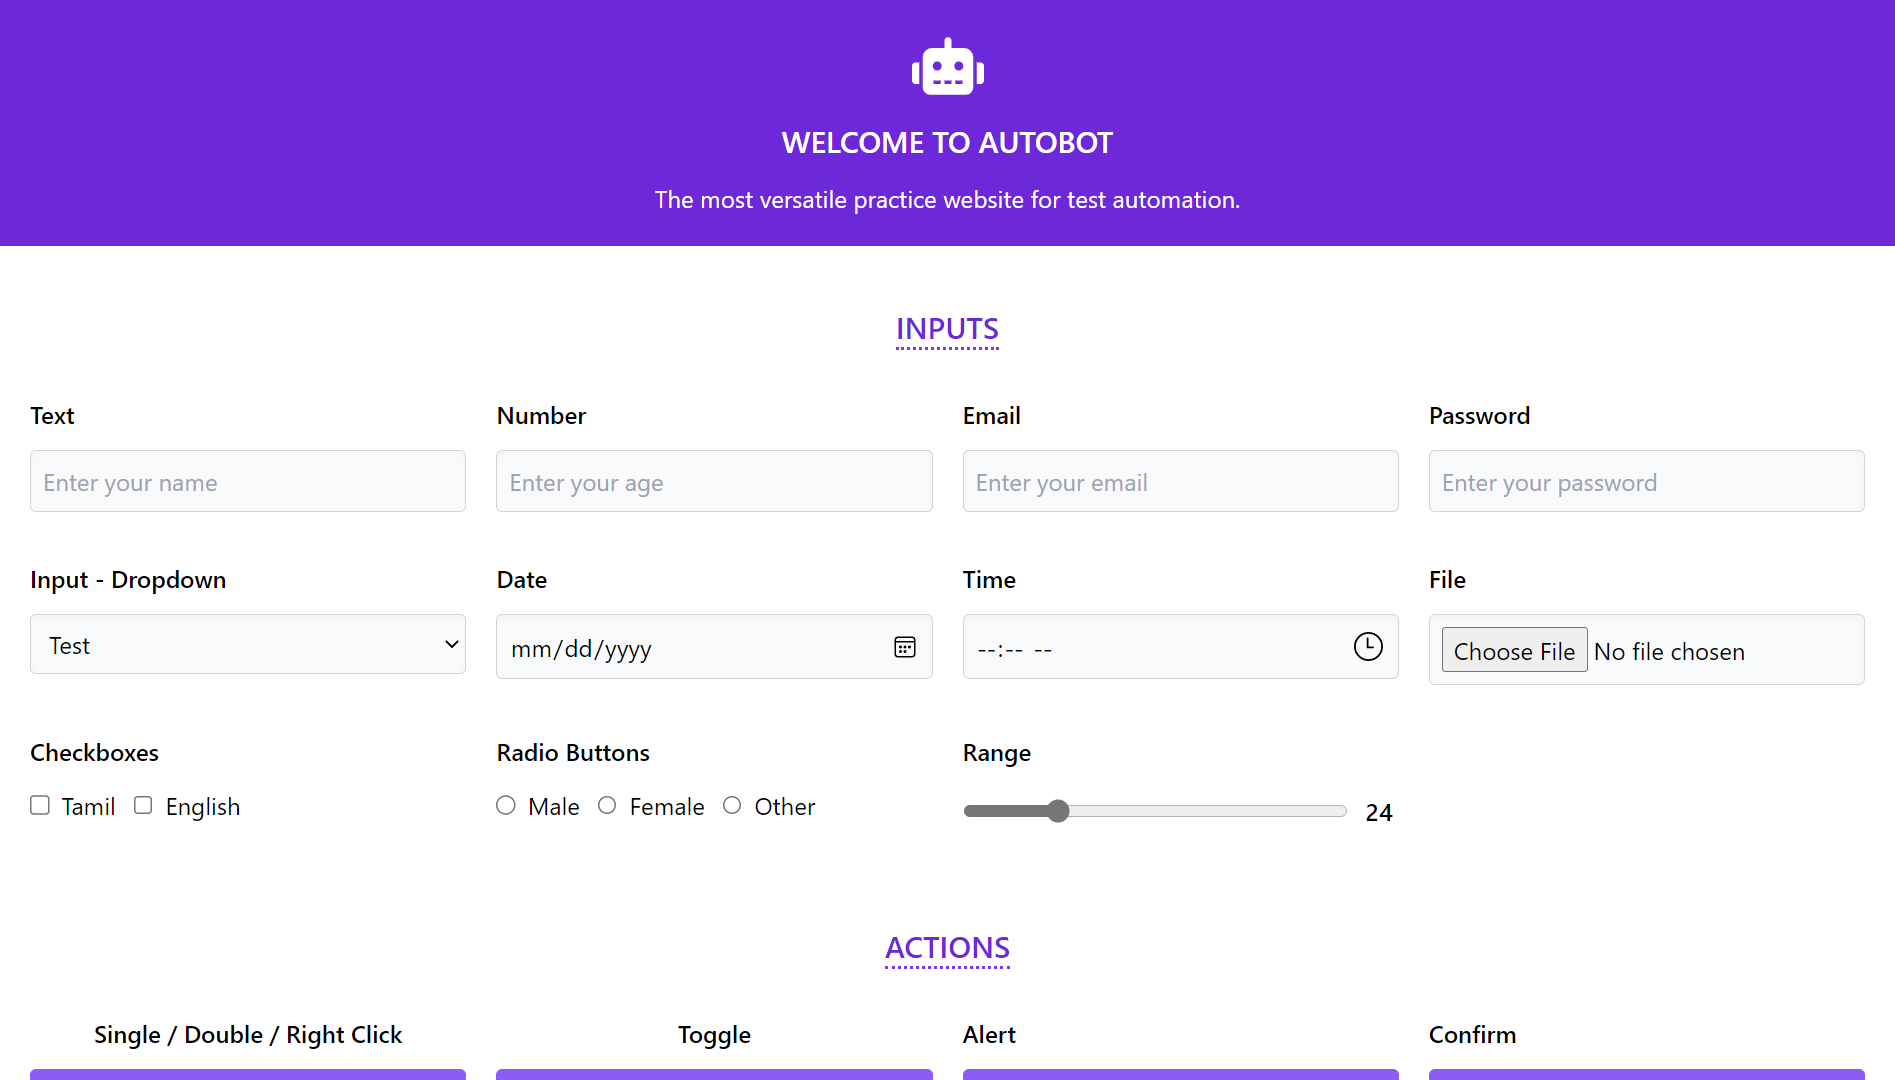 WELCOME TO AUTOBOT
The most versatile practice website for test automation.
INPUTS
Text
Number
Email
Password
Enter your name
Enter your age
Enter your email
Enter your password
Input - Dropdown
Date
Time
File
Test
mm/dd/yyyy
--:-- --
Choose File No file chosen
Checkboxes
Radio Buttons
Range
Tamil English
Male Female Other
24
ACTIONS
Single / Double / Right Click
Toggle
Alert
Confirm